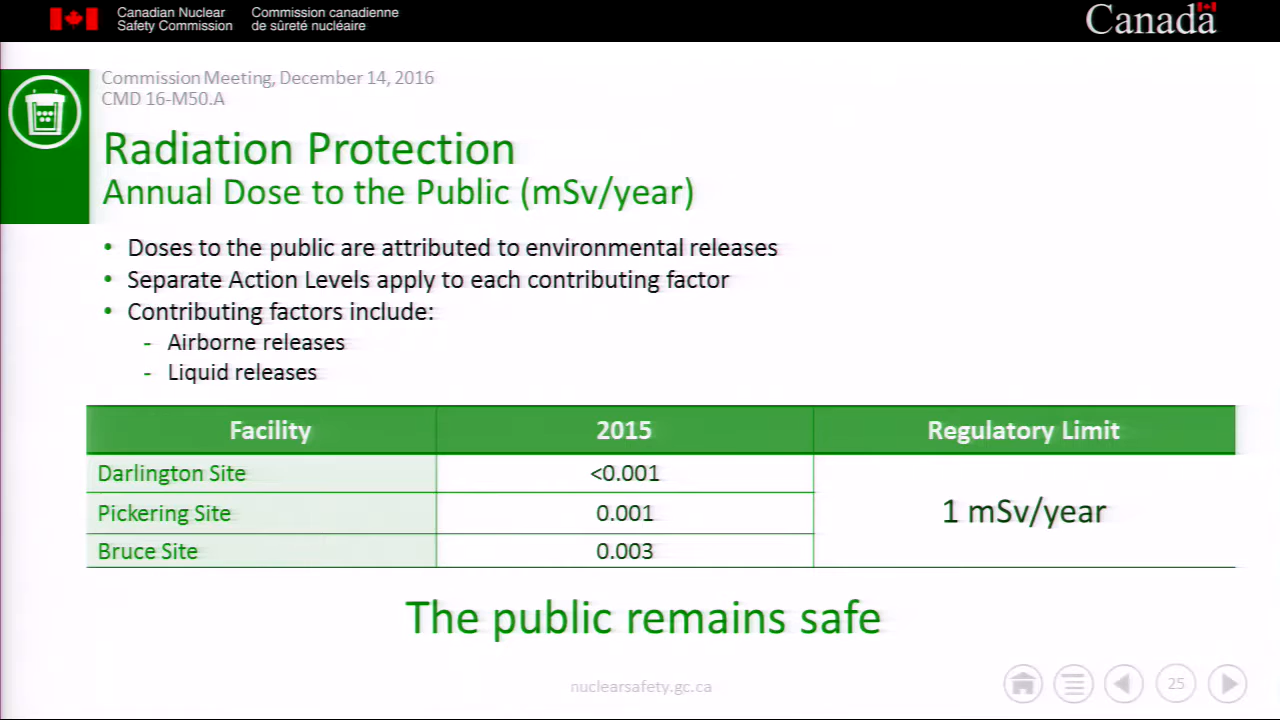 Canadian Nuclear Commission canadienne
Safety Commission de sûreté nucléaire
Canada
Commission Meeting, December 14, 2016
CMD 16-M50.A
Radiation Protection
Annual Dose to the Public (mSv/year)
• Doses to the public are attributed to environmental releases
• Separate Action Levels apply to each contributing factor
• Contributing factors include:
- Airborne releases
- Liquid releases
Facility 2015 Regulatory Limit
Darlington Site <0.001
Pickering Site 0.001 1 mSv/year
Bruce Site 0.003
The public remains safe
nuclearsafety.gc.ca 25